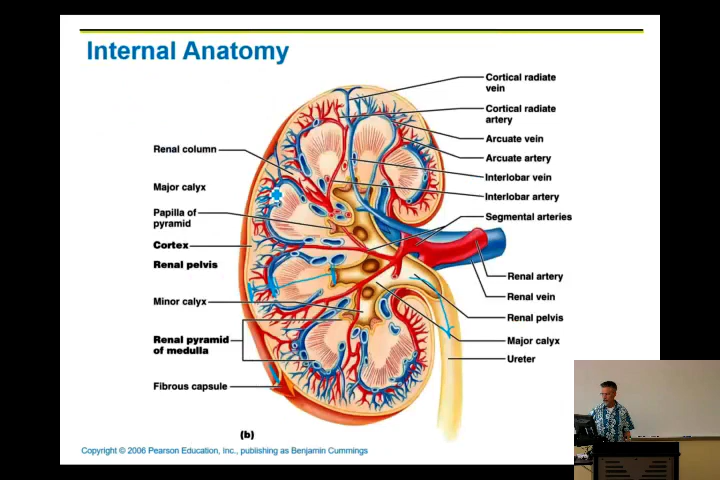 Internal Anatomy
Cortical radiate
vein
Cortical radiate
artery
Arcuate vein
Arcuate artery
Interlobar vein
Interlobar artery
Segmental arteries
Renal artery
Renal vein
Renal pelvis
Major calyx
Ureter
Renal column
Major calyx
Papilla of
pyramid
Cortex
Renal pelvis
Minor calyx
Renal pyramid
of medulla
Fibrous capsule
(b)
Copyright © 2006 Pearson Education, Inc., publishing as Benjamin Cummings